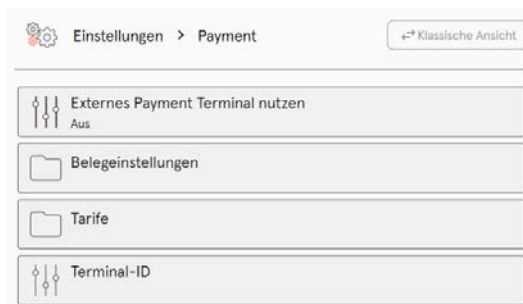 Einstellungen > Payment
Klassische Ansicht
Externes Payment Terminal nutzen
Aus
Belegeinstellungen
Tarife
Terminal-ID